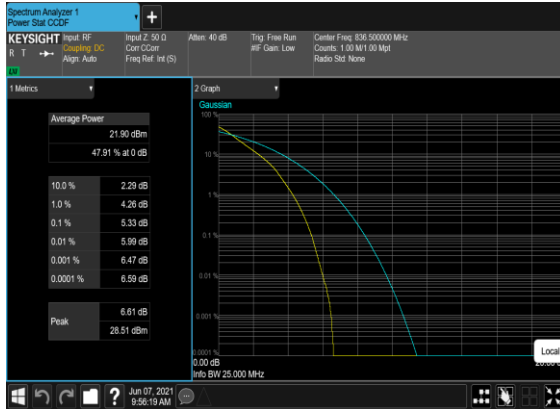 Spectrum Analyzer 1
Power Stat CCDF
+
KEYSIGHT
R T
LU
Input: RF
Coupling: DC
Align: Auto
Input Z: 50 Ω
Corr CCorr
Freq Ref: Int (S)
Atten: 40 dB
Trig: Free Run
#IF Gain: Low
Center Freq: 836.500000 MHz
Counts: 1.00 M/1.00 Mpt
Radio Std: None
1 Metrics
Average Power
21.90 dBm
47.91 % at 0 dB
10.0 % 2.29 dB
1.0 % 4.26 dB
0.1 % 5.33 dB
0.01 % 5.99 dB
0.001 % 6.47 dB
0.0001 % 6.59 dB
Peak
6.61 dB
28.51 dBm
2 Graph
Gaussian
100 %
10 %
1 %
0.1 %
0.01 %
0.001 %
0.0001 %
0.00 dB
Info BW 25.000 MHz
Local
?
Jun 07, 2021
9:56:19 AM